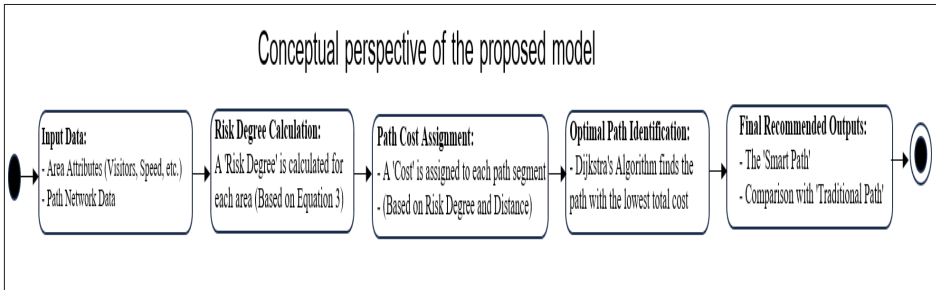 Conceptual perspective of the proposed model
Input Data:
- Area Attributes (Visitors, Speed, etc.)
- Path Network Data
Risk Degree Calculation:
A 'Risk Degree' is calculated for
each area (Based on Equation 3)
Path Cost Assignment:
- A 'Cost' is assigned to each path segment
- (Based on Risk Degree and Distance)
Optimal Path Identification:
- Dijkstra's Algorithm finds the
path with the lowest total cost
Final Recommended Outputs:
- The 'Smart Path'
- Comparison with 'Traditional Path'